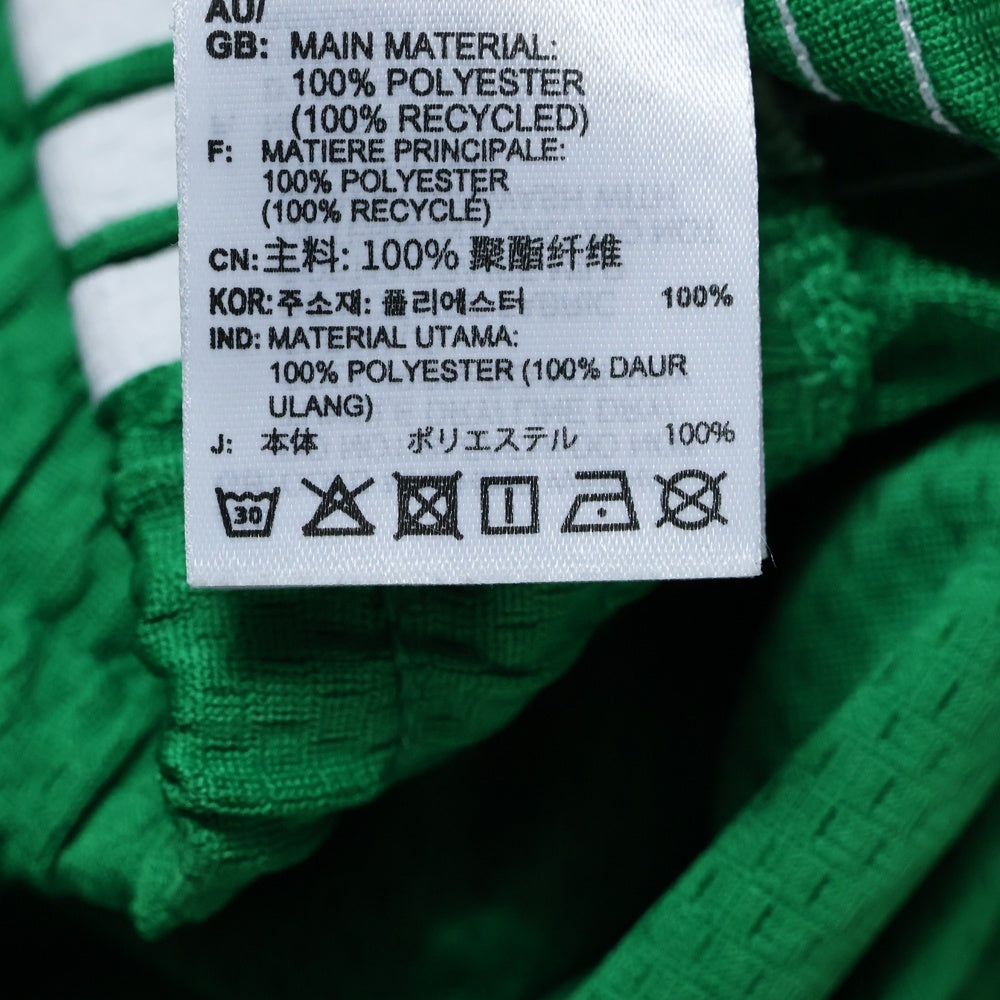 AU/
GB: MAIN MATERIAL:
100% POLYESTER
(100% RECYCLED)
F: MATIERE PRINCIPALE:
100% POLYESTER
(100% RECYCLÉ)
CN: 主料: 100% 聚酯纤维
KOR: 주소재: 폴리에스터 100%
IND: MATERIAL UTAMA:
100% POLYESTER (100% DAUR
ULANG)
J: 本体 ポリエステル 100%
30